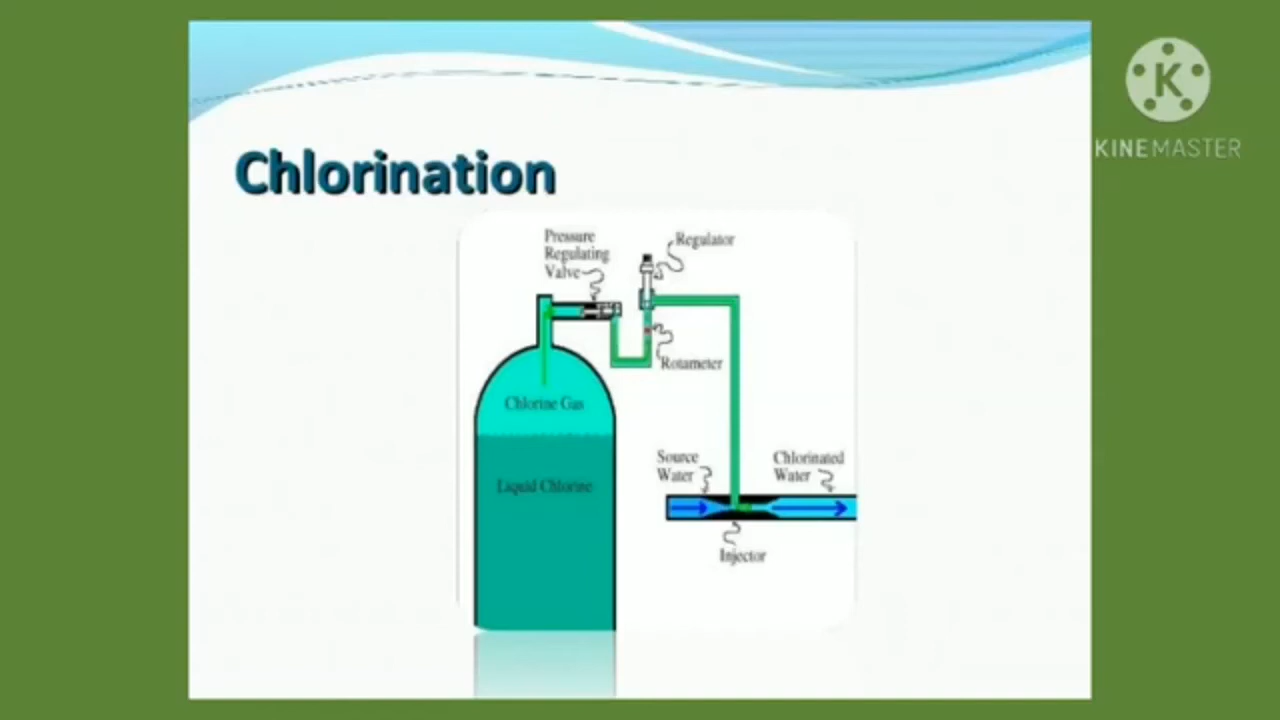 K
KINEMASTER
Chlorination
Pressure
Regulating
Valve
Regulator
Rotameter
Chlorine Gas
Liquid Chlorine
Source
Water
Chlorinated
Water
Injector